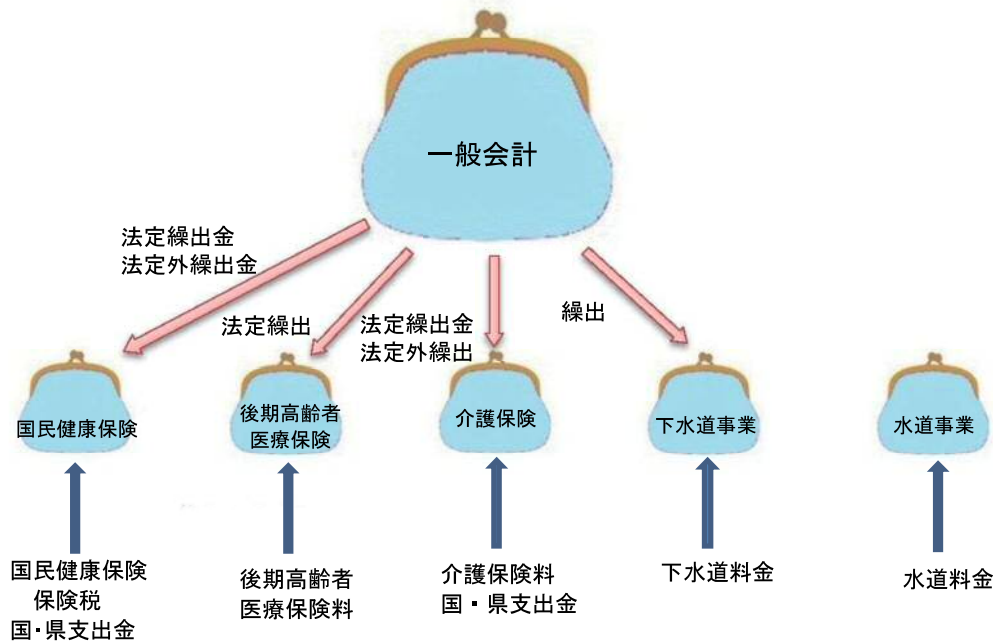 一般会計
法定繰出金
法定外繰出金
法定繰出
法定繰出金
法定外繰出
繰出
国民健康保険
後期高齢者
医療保険
介護保険
下水道事業
水道事業
国民健康保険
保険税
国・県支出金
後期高齢者
医療保険料
介護保険料
国・県支出金
下水道料金
水道料金